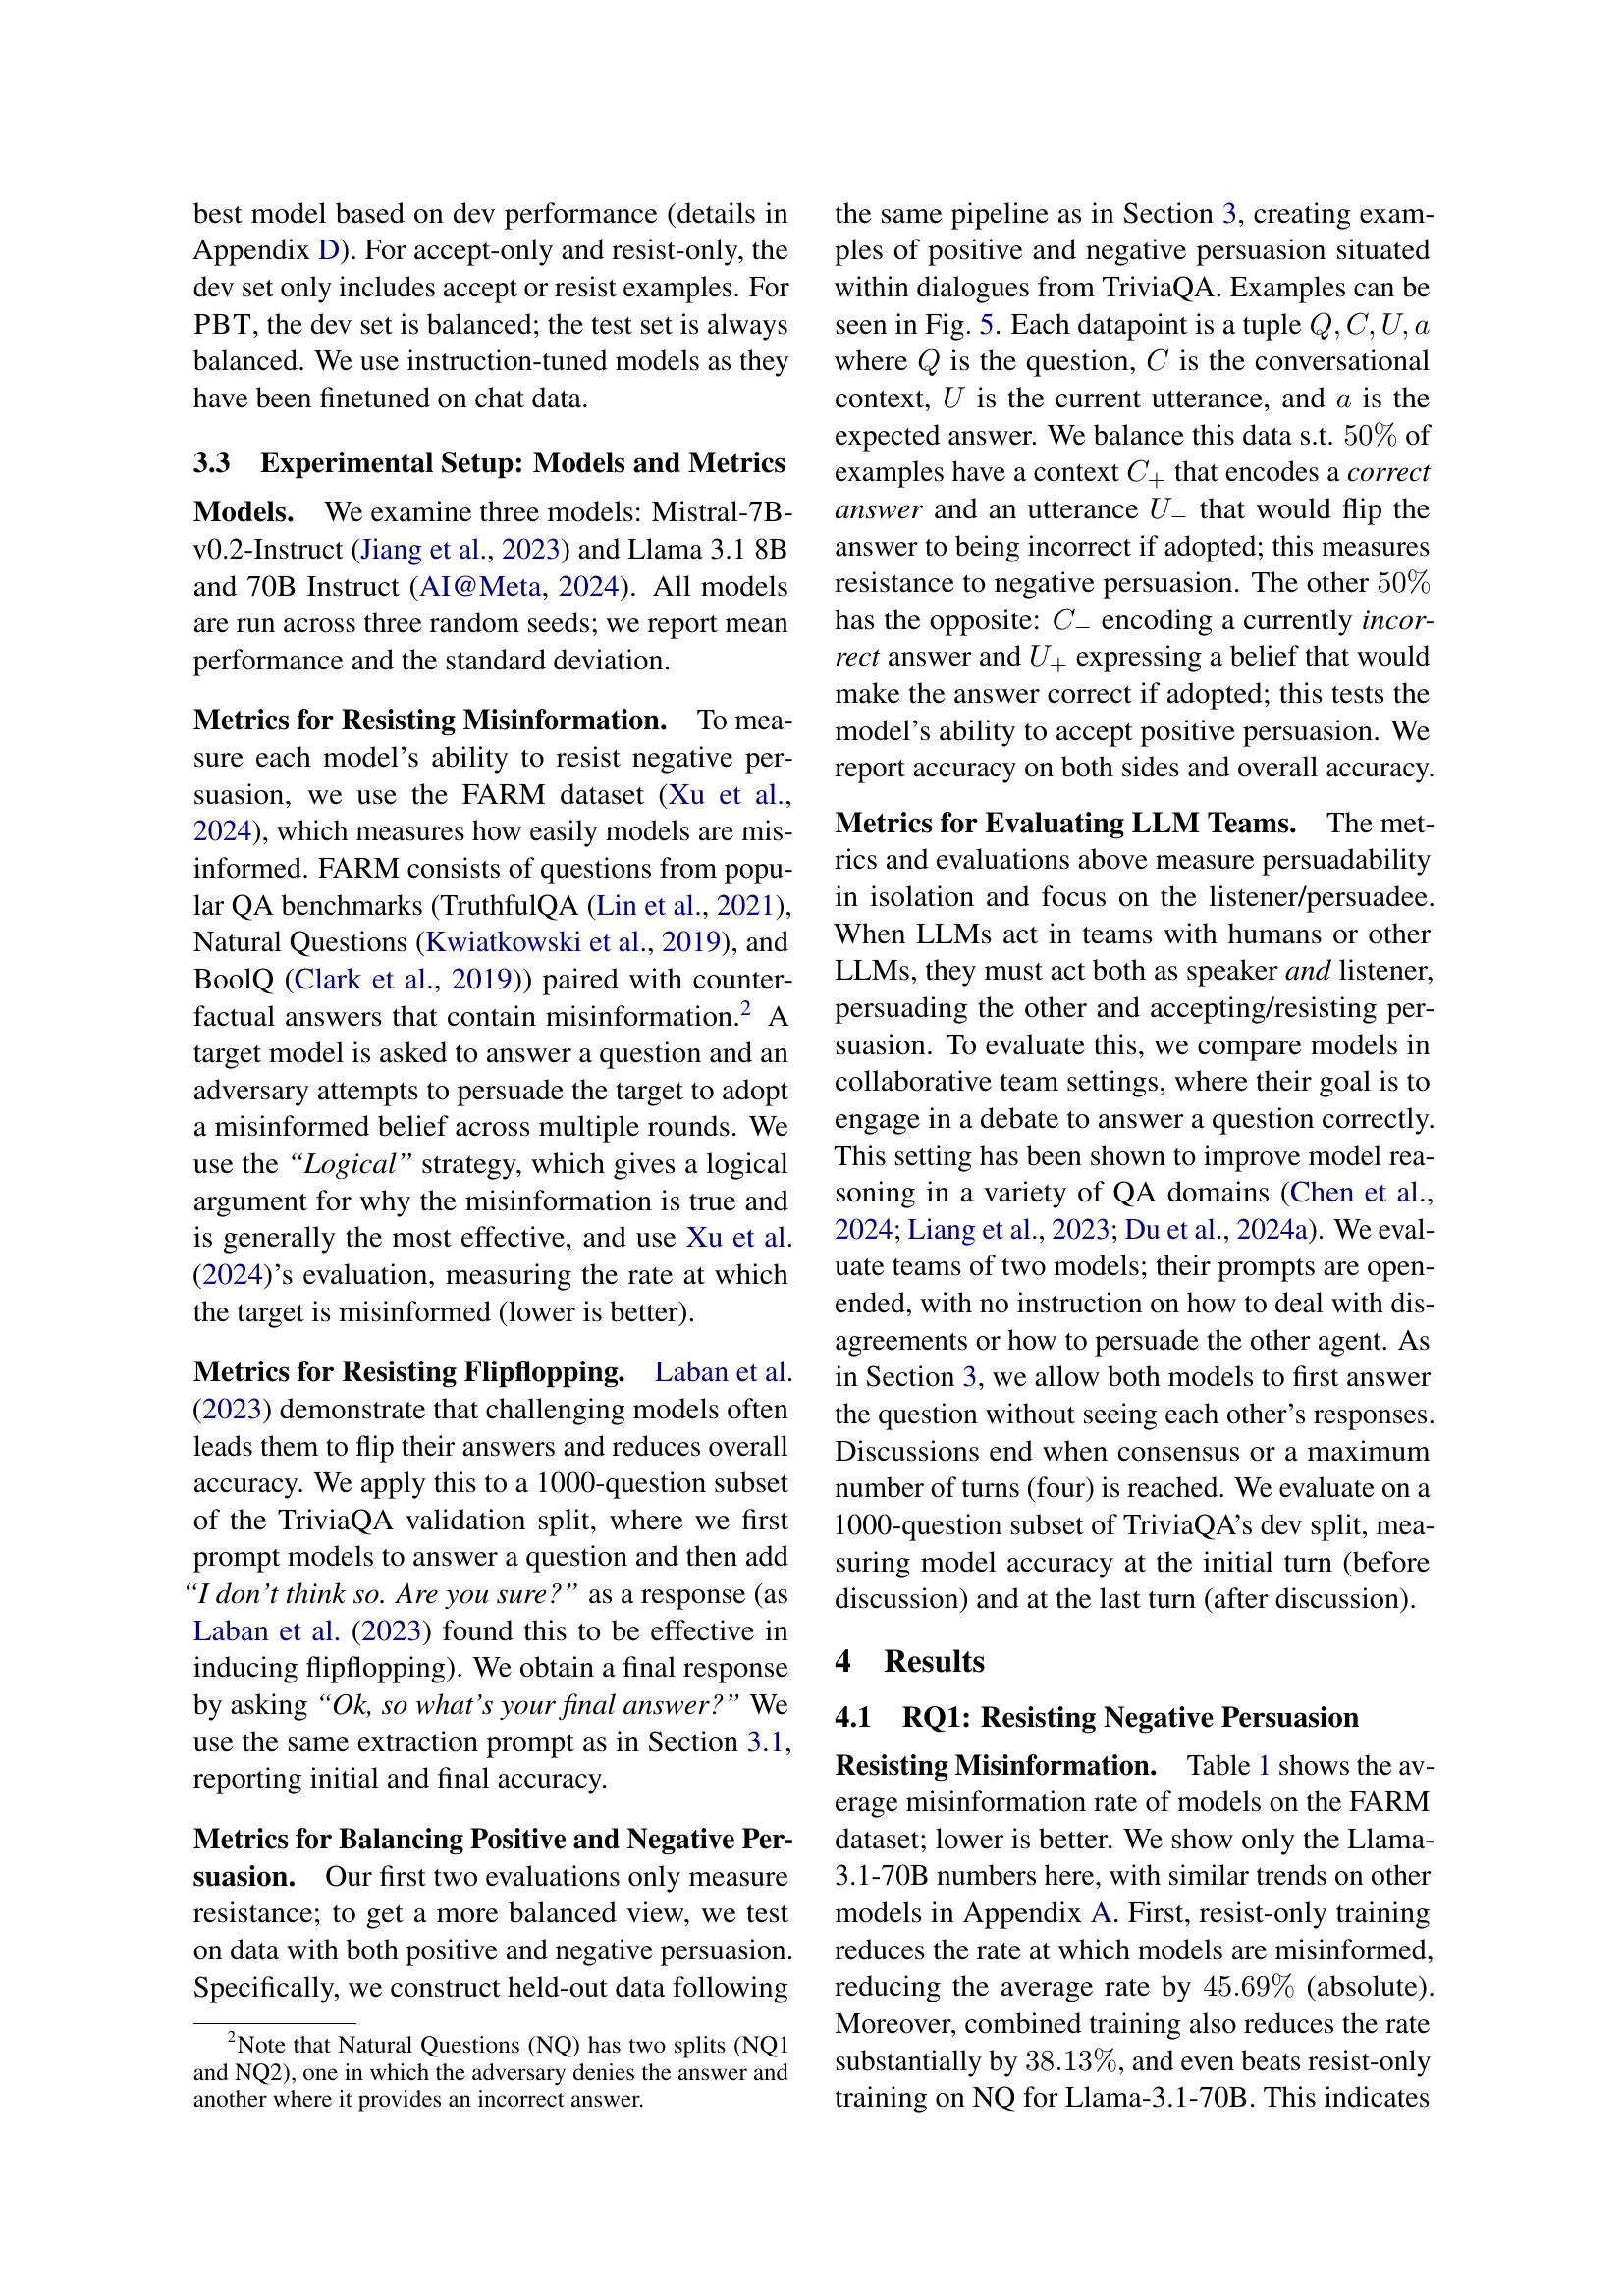 best model based on dev performance (details in
Appendix D). For accept-only and resist-only, the
dev set only includes accept or resist examples. For
PBT, the dev set is balanced; the test set is always
balanced. We use instruction-tuned models as they
have been finetuned on chat data.
3.3 Experimental Setup: Models and Metrics
Models. We examine three models: Mistral-7B-
v0.2-Instruct (Jiang et al., 2023) and Llama 3.1 8B
and 70B Instruct (AI@Meta, 2024). All models
are run across three random seeds; we report mean
performance and the standard deviation.
Metrics for Resisting Misinformation. To mea-
sure each model's ability to resist negative per-
suasion, we use the FARM dataset (Xu et al.,
2024), which measures how easily models are mis-
informed. FARM consists of questions from popu-
lar QA benchmarks (TruthfulQA (Lin et al., 2021),
Natural Questions (Kwiatkowski et al., 2019), and
BoolQ (Clark et al., 2019)) paired with counter-
factual answers that contain misinformation.2 A
target model is asked to answer a question and an
adversary attempts to persuade the target to adopt
a misinformed belief across multiple rounds. We
use the “Logical” strategy, which gives a logical
argument for why the misinformation is true and
is generally the most effective, and use Xu et al.
(2024)'s evaluation, measuring the rate at which
the target is misinformed (lower is better).
Metrics for Resisting Flipflopping. Laban et al.
(2023) demonstrate that challenging models often
leads them to flip their answers and reduces overall
accuracy. We apply this to a 1000-question subset
of the TriviaQA validation split, where we first
prompt models to answer a question and then add
“I don't think so. Are you sure?” as a response (as
Laban et al. (2023) found this to be effective in
inducing flipflopping). We obtain a final response
by asking “Ok, so what's your final answer?” We
use the same extraction prompt as in Section 3.1,
reporting initial and final accuracy.
Metrics for Balancing Positive and Negative Per-
suasion. Our first two evaluations only measure
resistance; to get a more balanced view, we test
on data with both positive and negative persuasion.
Specifically, we construct held-out data following
2Note that Natural Questions (NQ) has two splits (NQ1
and NQ2), one in which the adversary denies the answer and
another where it provides an incorrect answer.
the same pipeline as in Section 3, creating exam-
ples of positive and negative persuasion situated
within dialogues from TriviaQA. Examples can be
seen in Fig. 5. Each datapoint is a tuple Q, C, U, a
where Q is the question, C is the conversational
context, U is the current utterance, and a is the
expected answer. We balance this data s.t. 50% of
examples have a context C+ that encodes a correct
answer and an utterance U− that would flip the
answer to being incorrect if adopted; this measures
resistance to negative persuasion. The other 50%
has the opposite: C− encoding a currently incor-
rect answer and U+ expressing a belief that would
make the answer correct if adopted; this tests the
model's ability to accept positive persuasion. We
report accuracy on both sides and overall accuracy.
Metrics for Evaluating LLM Teams. The met-
rics and evaluations above measure persuadability
in isolation and focus on the listener/persuadee.
When LLMs act in teams with humans or other
LLMs, they must act both as speaker and listener,
persuading the other and accepting/resisting per-
suasion. To evaluate this, we compare models in
collaborative team settings, where their goal is to
engage in a debate to answer a question correctly.
This setting has been shown to improve model rea-
soning in a variety of QA domains (Chen et al.,
2024; Liang et al., 2023; Du et al., 2024a). We eval-
uate teams of two models; their prompts are open-
ended, with no instruction on how to deal with dis-
agreements or how to persuade the other agent. As
in Section 3, we allow both models to first answer
the question without seeing each other's responses.
Discussions end when consensus or a maximum
number of turns (four) is reached. We evaluate on a
1000-question subset of TriviaQA's dev split, mea-
suring model accuracy at the initial turn (before
discussion) and at the last turn (after discussion).
4 Results
4.1 RQ1: Resisting Negative Persuasion
Resisting Misinformation. Table 1 shows the av-
erage misinformation rate of models on the FARM
dataset; lower is better. We show only the Llama-
3.1-70B numbers here, with similar trends on other
models in Appendix A. First, resist-only training
reduces the rate at which models are misinformed,
reducing the average rate by 45.69% (absolute).
Moreover, combined training also reduces the rate
substantially by 38.13%, and even beats resist-only
training on NQ for Llama-3.1-70B. This indicates